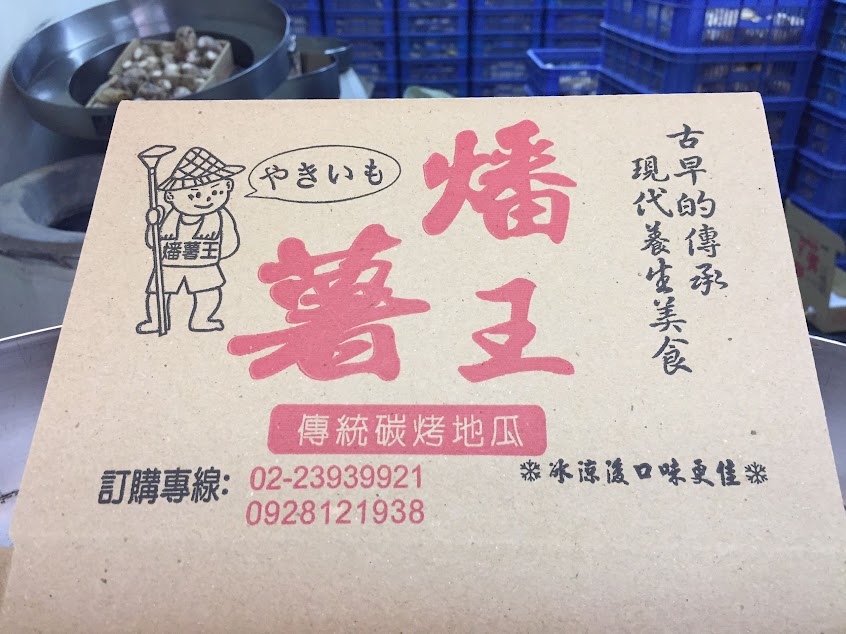 燔薯王
やきいも
燔薯王
古早的傳承
現代養生美食
傳統碳烤地瓜
訂購專線: 02-23939921
0928121938
❄冰涼後口味更佳❄